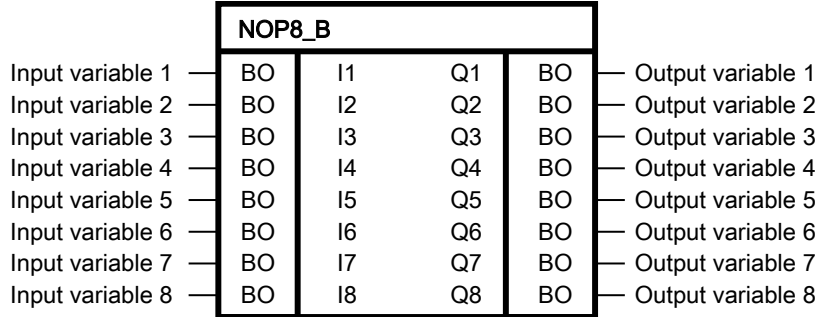 NOP8_B
Input variable 1 BO I1 Q1 BO Output variable 1
Input variable 2 BO I2 Q2 BO Output variable 2
Input variable 3 BO I3 Q3 BO Output variable 3
Input variable 4 BO I4 Q4 BO Output variable 4
Input variable 5 BO I5 Q5 BO Output variable 5
Input variable 6 BO I6 Q6 BO Output variable 6
Input variable 7 BO I7 Q7 BO Output variable 7
Input variable 8 BO I8 Q8 BO Output variable 8